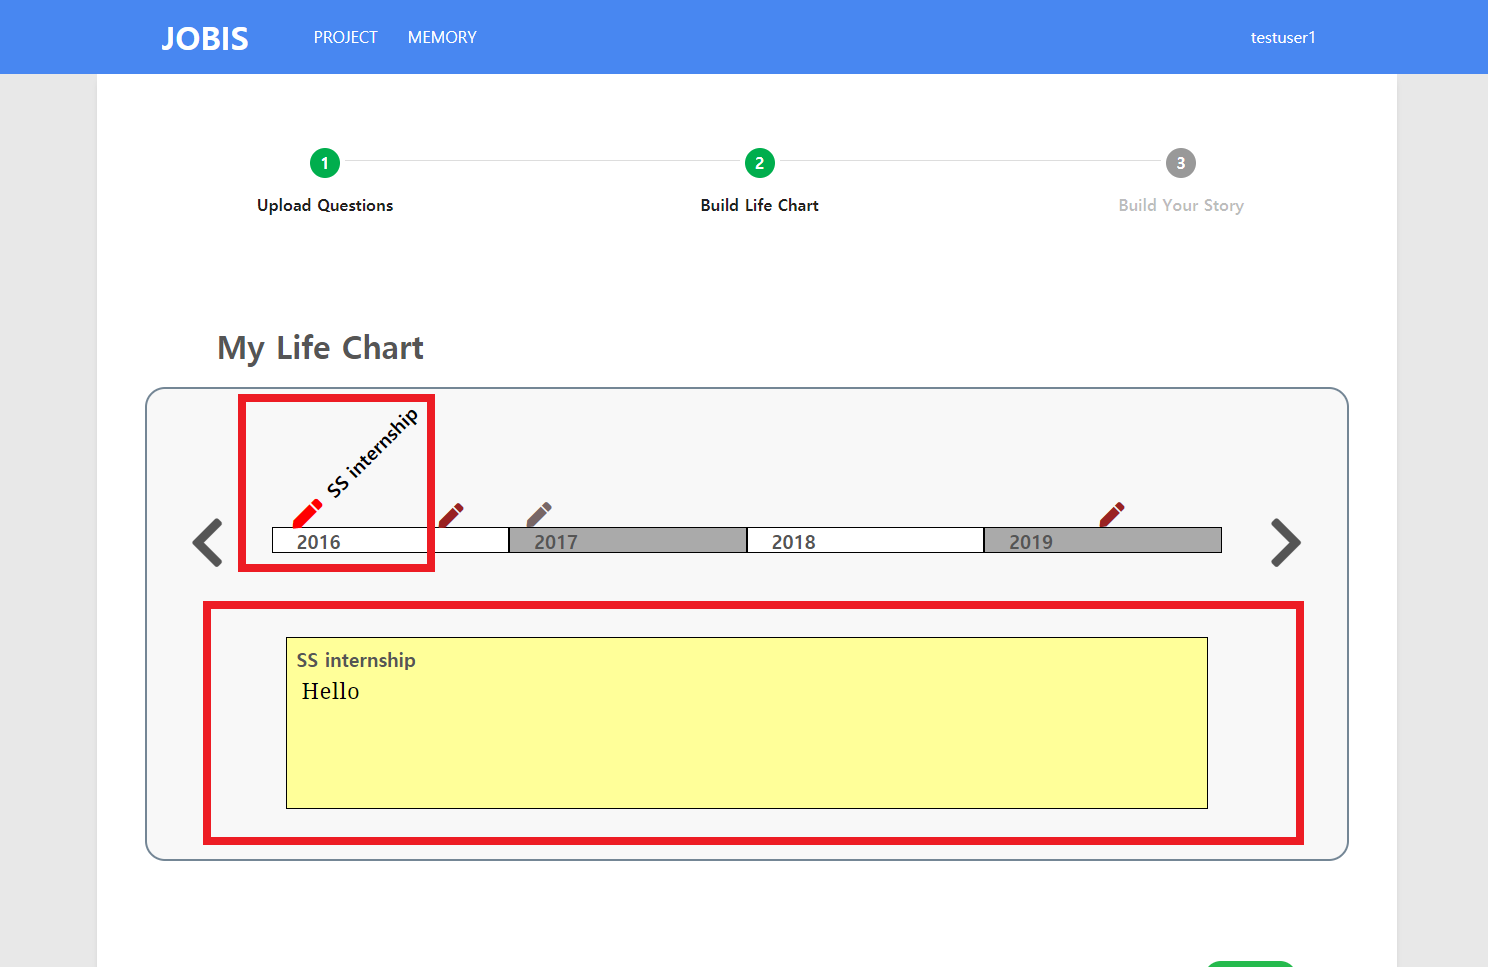 JOBIS PROJECT MEMORY testuser1
1 2 3
Upload Questions Build Life Chart Build Your Story
My Life Chart
SS internship
2016 2017 2018 2019
SS internship
Hello